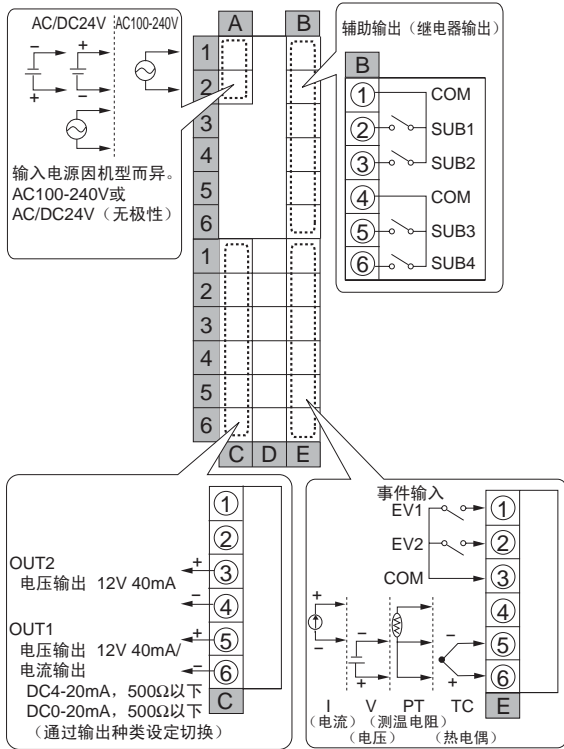 AC/DC24V AC100-240V
− +
+ −
输入电源因机型而异。
AC100-240V或
AC/DC24V（无极性）
A B
1
2
3
4
5
6
1
2
3
4
5
6
C D E
辅助输出（继电器输出）
B
① COM
② SUB1
③ SUB2
④ COM
⑤ SUB3
⑥ SUB4
①
②
OUT2 + ③
电压输出 12V 40mA
− ④
OUT1 + ⑤
电压输出 12V 40mA/
电流输出 − ⑥
DC4-20mA，500Ω以下
DC0-20mA，500Ω以下
（通过输出种类设定切换）
C
事件输入
EV1 ①
EV2 ②
COM ③
④
+ − − ⑤
− + + ⑥
I V PT TC E
（电流）（测温电阻）
（电压） （热电偶）